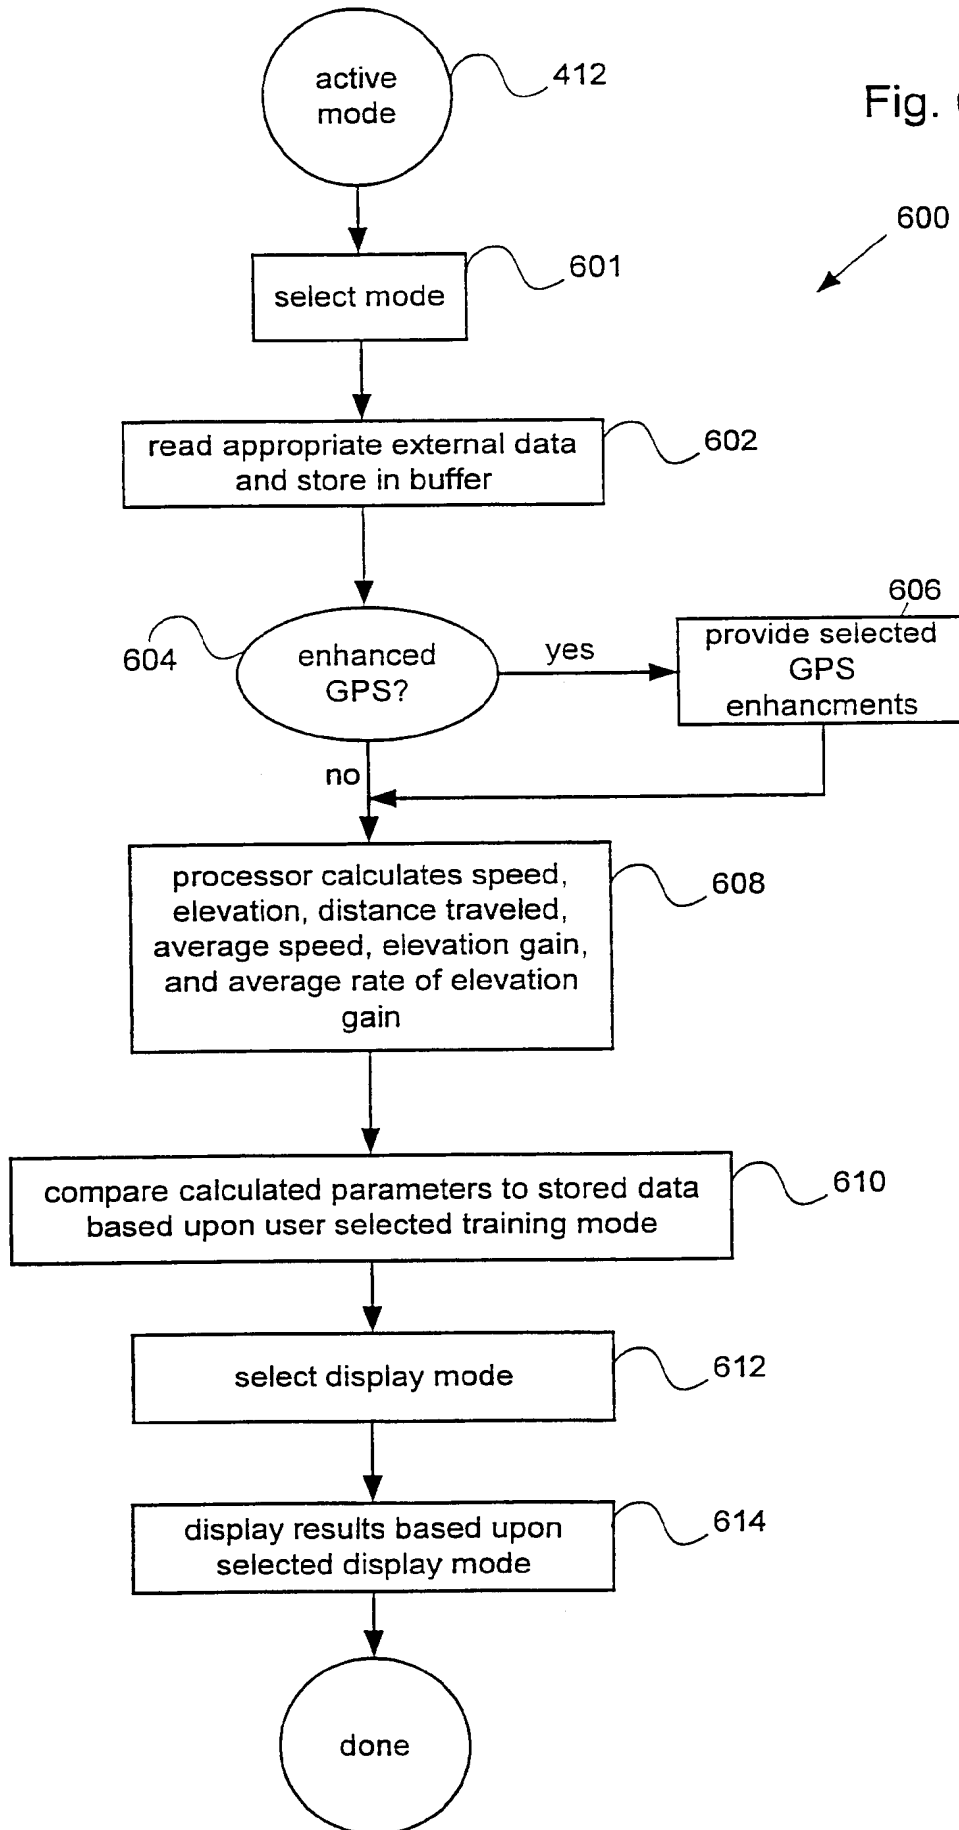 active
mode
412
Fig.
600
select mode
601
read appropriate external data
and store in buffer
602
604
enhanced
GPS?
yes
606
provide selected
GPS
enhancments
no
processor calculates speed,
elevation, distance traveled,
average speed, elevation gain,
and average rate of elevation
gain
608
compare calculated parameters to stored data
based upon user selected training mode
610
select display mode
612
display results based upon
selected display mode
614
done